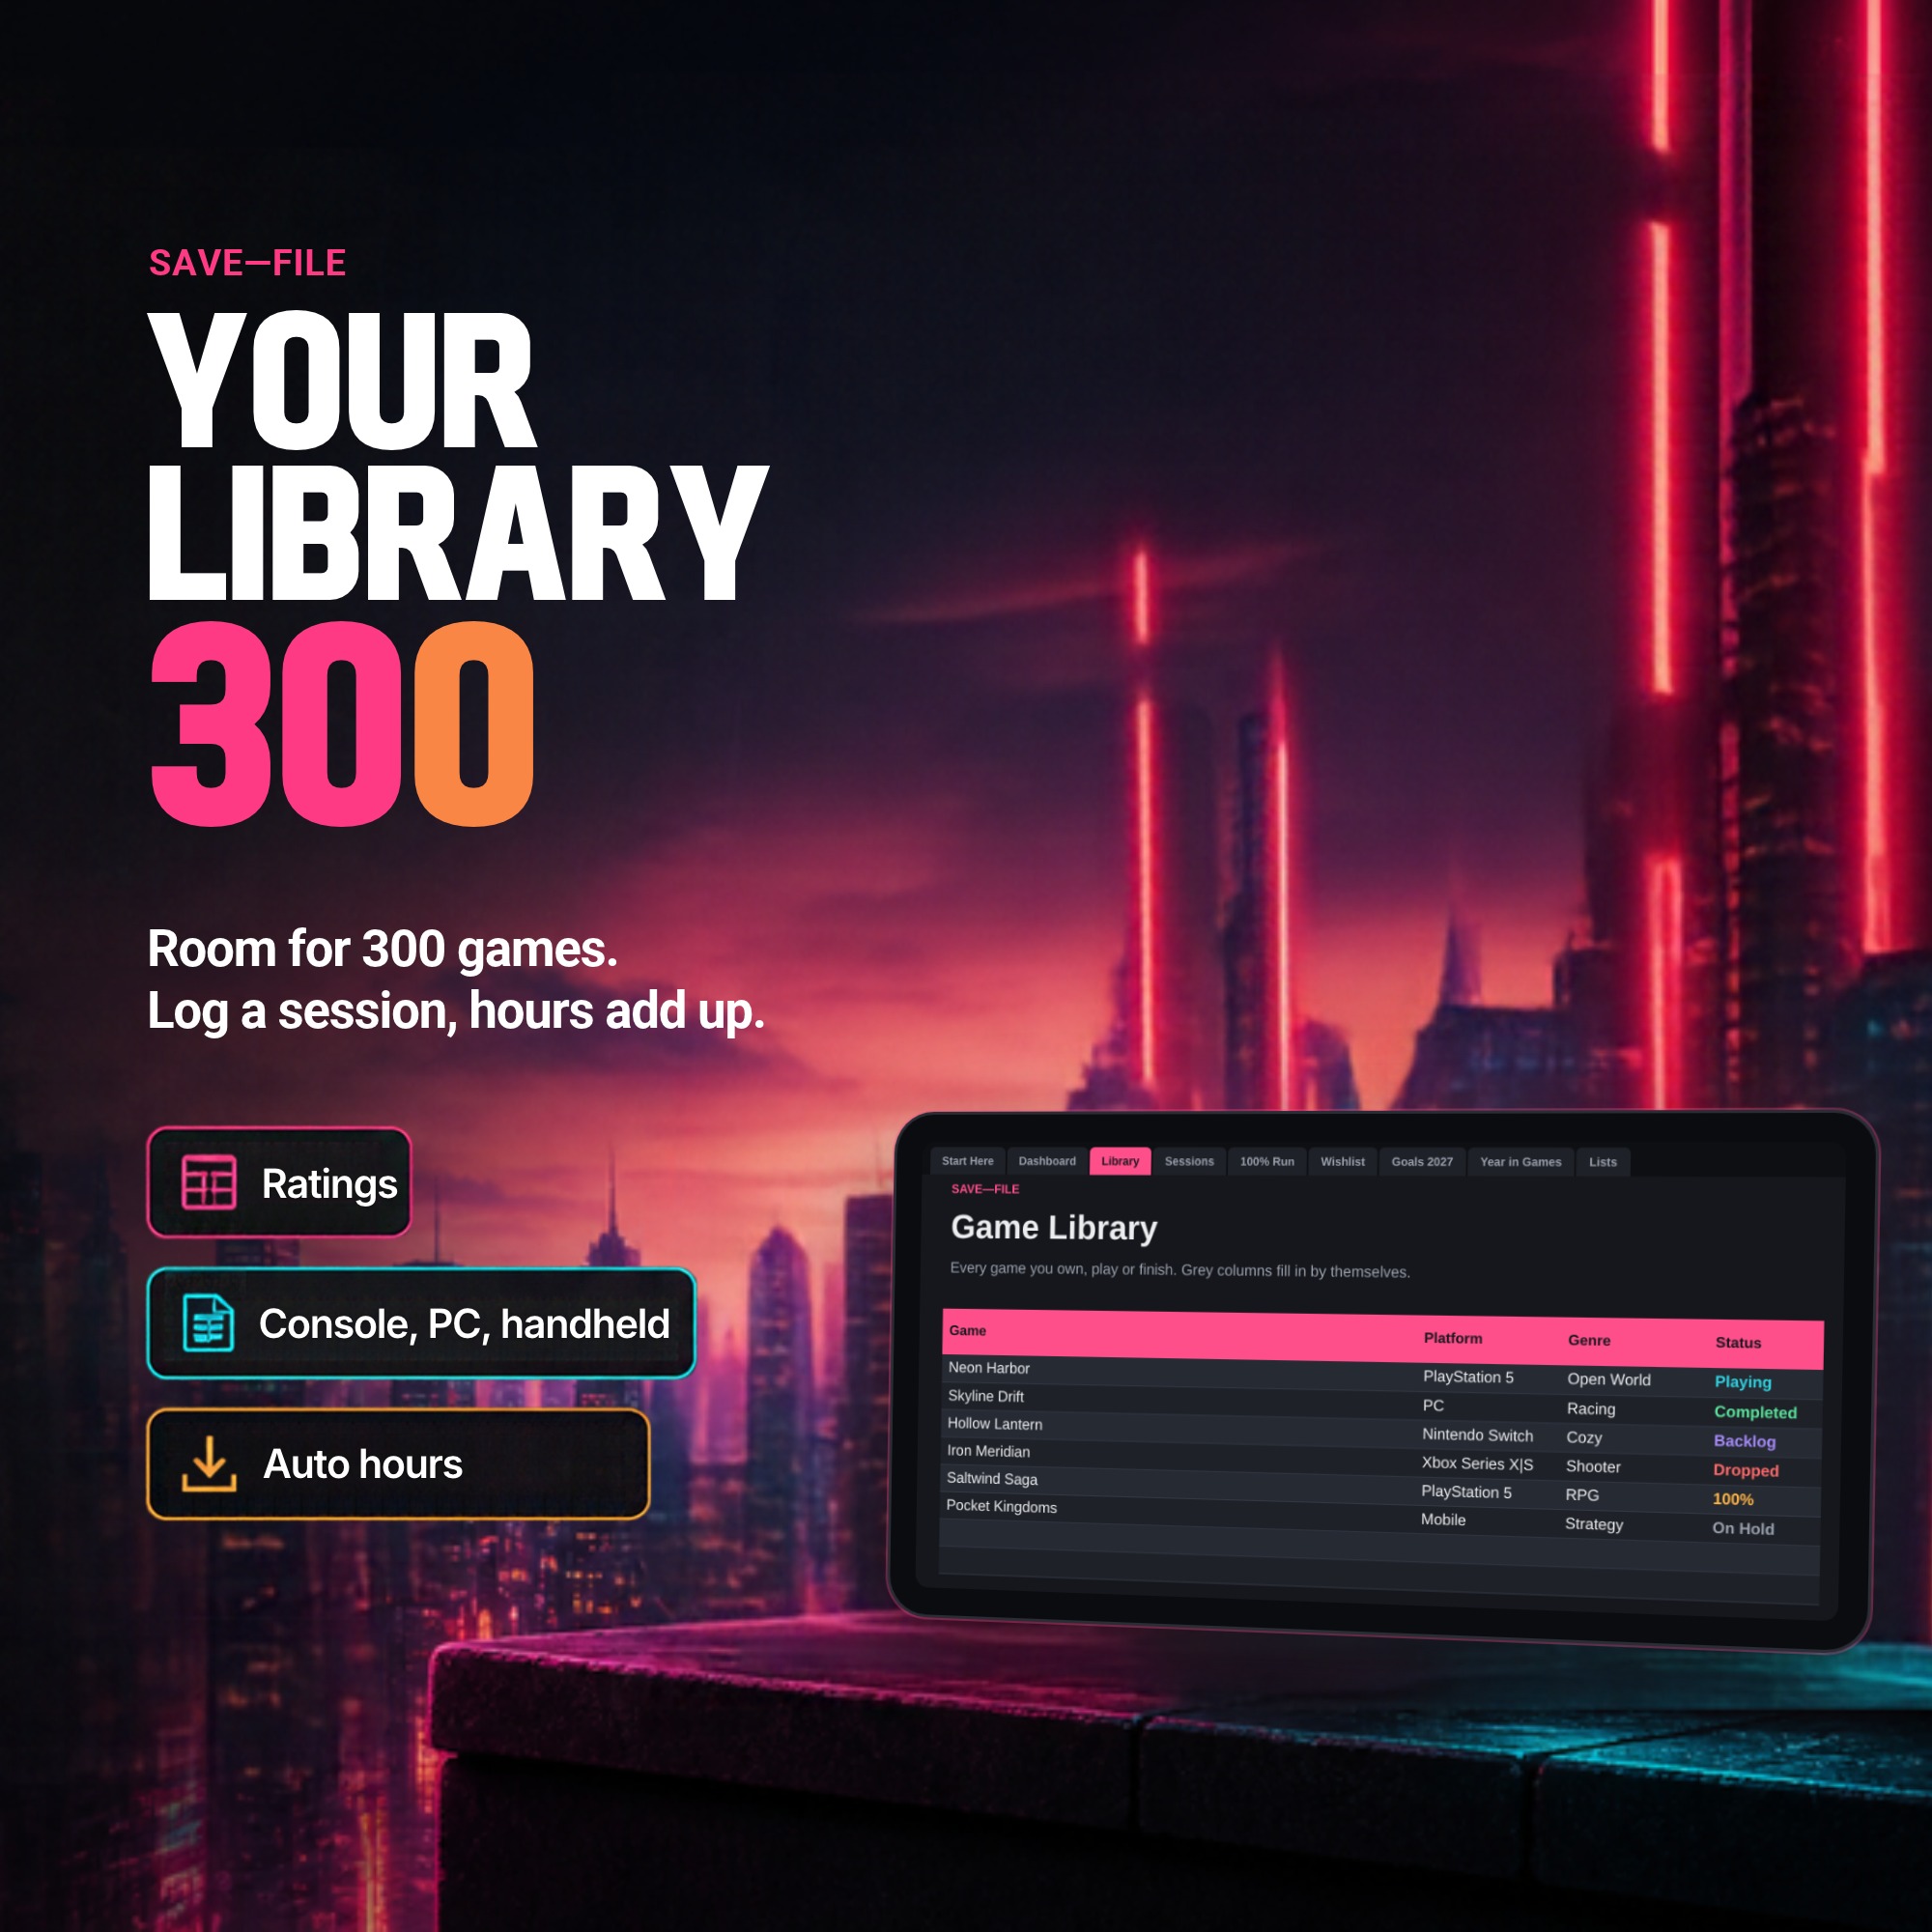 SAVE—FILE
YOUR
LIBRARY
300
Room for 300 games.
Log a session, hours add up.
Ratings
Console, PC, handheld
Auto hours
Start Here Dashboard Library Sessions 100% Run Wishlist Goals 2027 Year in Games Lists
SAVE—FILE
Game Library
Every game you own, play or finish. Grey columns fill in by themselves.
Game Platform Genre Status
Neon Harbor PlayStation 5 Open World Playing
Skyline Drift PC Racing Completed
Hollow Lantern Nintendo Switch Cozy Backlog
Iron Meridian Xbox Series X|S Shooter Dropped
Saltwind Saga PlayStation 5 RPG 100%
Pocket Kingdoms Mobile Strategy On Hold